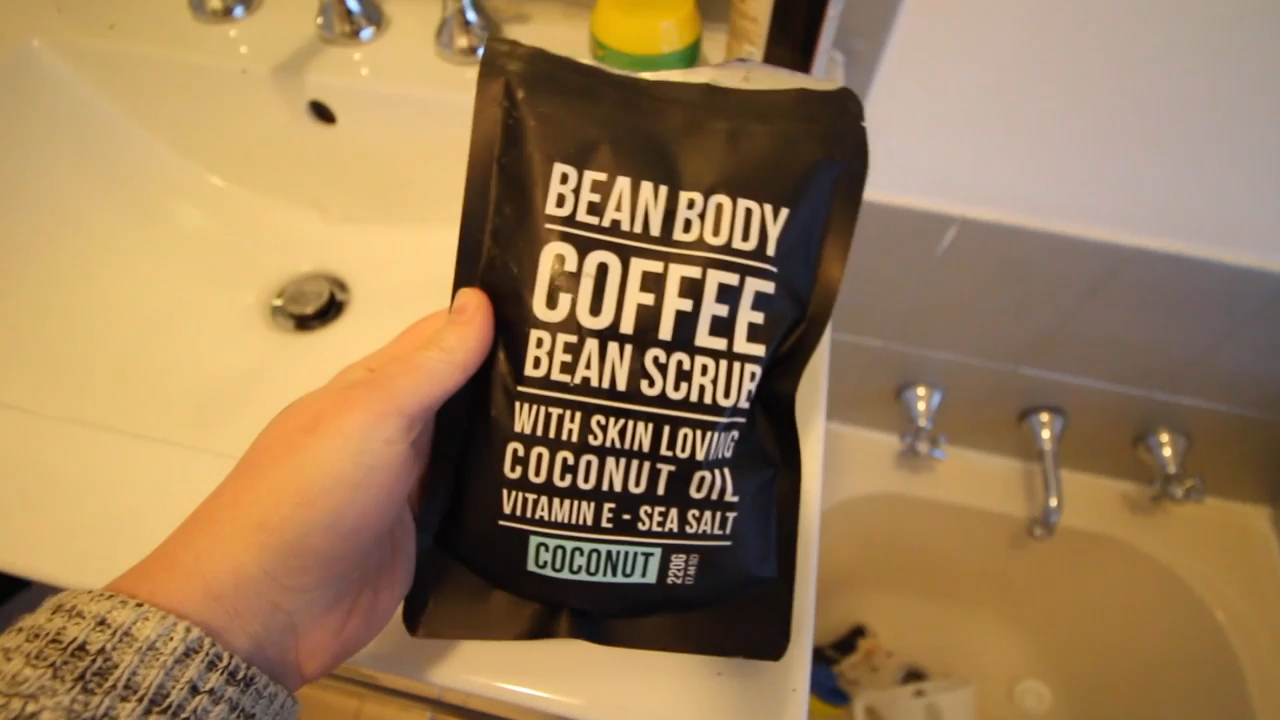 BEAN BODY
COFFEE
BEAN SCRUB
WITH SKIN LOVING
COCONUT OIL
VITAMIN E - SEA SALT
COCONUT
220G